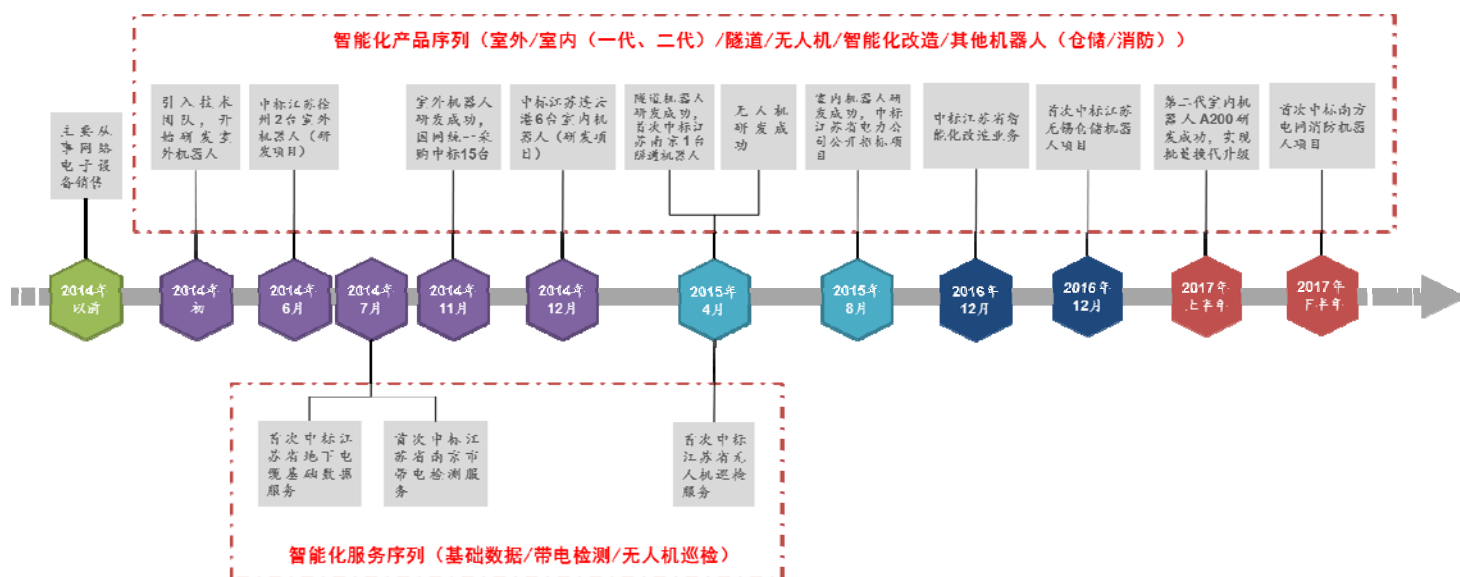 智能化产品序列（室外/室内（一代、二代）/隧道/无人机/智能化改造/其他机器人（仓储/消防））
主要从
事网络
电子设
备销售
引入技术
团队，开
始研发室
外机器人
中标江苏徐
州2台室外
机器人（研
发项目）
室外机器人
研发成功，
国网统一采
购中标15台
中标江苏连云
港6台室内机
器人（研发项
目）
隧道机器人
研发成功，
首次中标江
苏南京1台
隧道机器人
无人机
研发成
功
室内机器人研
发成功，中标
江苏省电力公
司公开招标项
目
中标江苏省智
能化改造业务
首次中标江苏
无锡仓储机器
人项目
第二代室内机
器人A200研
发成功，实现
批量换代升级
首次中标南方
电网消防机器
人项目
2014年
以前
2014年
初
2014年
6月
2014年
7月
2014年
11月
2014年
12月
2015年
4月
2015年
8月
2016年
12月
2016年
12月
2017年
上半年
2017年
下半年
首次中标江
苏省地下电
缆基础数据
服务
首次中标江
苏省南京市
带电检测服
务
首次中标
江苏省无
人机巡检
服务
智能化服务序列（基础数据/带电检测/无人机巡检）